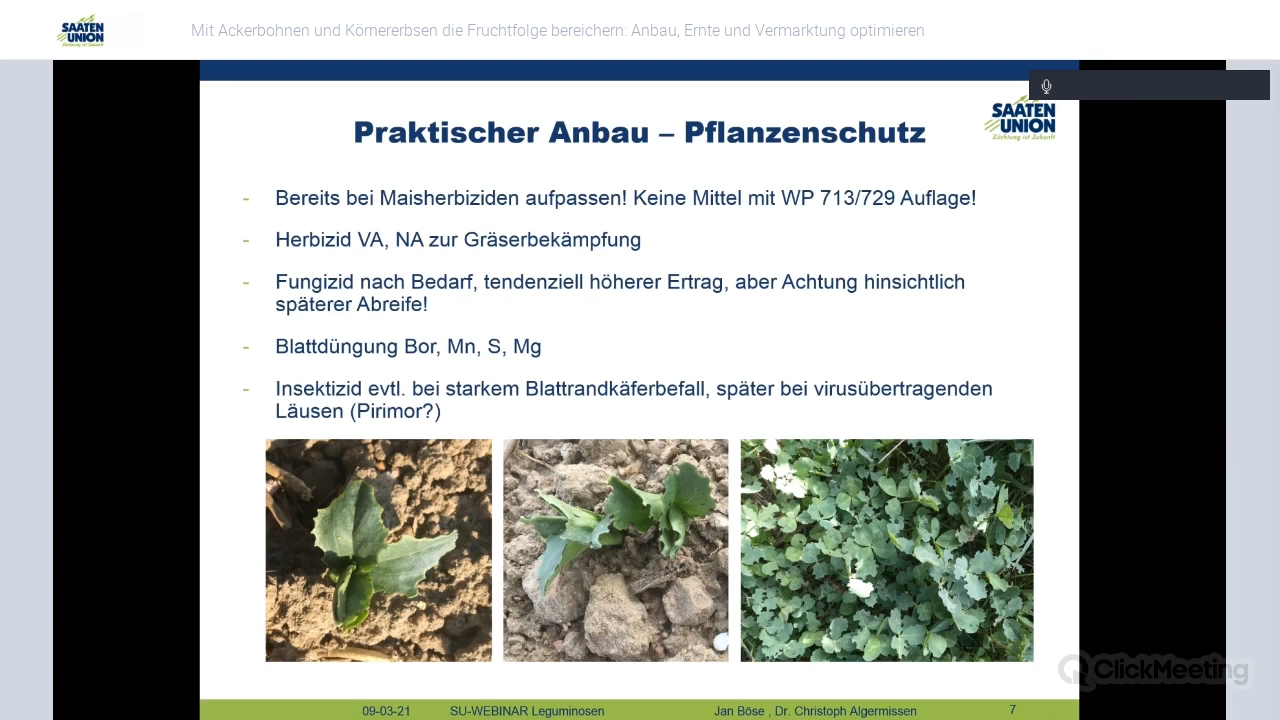 SAATEN
UNION
Züchtung ist Zukunft
Mit Ackerbohnen und Körnererbsen die Fruchtfolge bereichern: Anbau, Ernte und Vermarktung optimieren
SAATEN
UNION
Züchtung ist Zukunft
Praktischer Anbau – Pflanzenschutz
- Bereits bei Maisherbiziden aufpassen! Keine Mittel mit WP 713/729 Auflage!
- Herbizid VA, NA zur Gräserbekämpfung
- Fungizid nach Bedarf, tendenziell höherer Ertrag, aber Achtung hinsichtlich
späterer Abreife!
- Blattdüngung Bor, Mn, S, Mg
- Insektizid evtl. bei starkem Blattrandkäferbefall, später bei virusübertragenden
Läusen (Pirimor?)
ClickMeeting
09-03-21 SU-WEBINAR Leguminosen Jan Böse , Dr. Christoph Algermissen 7